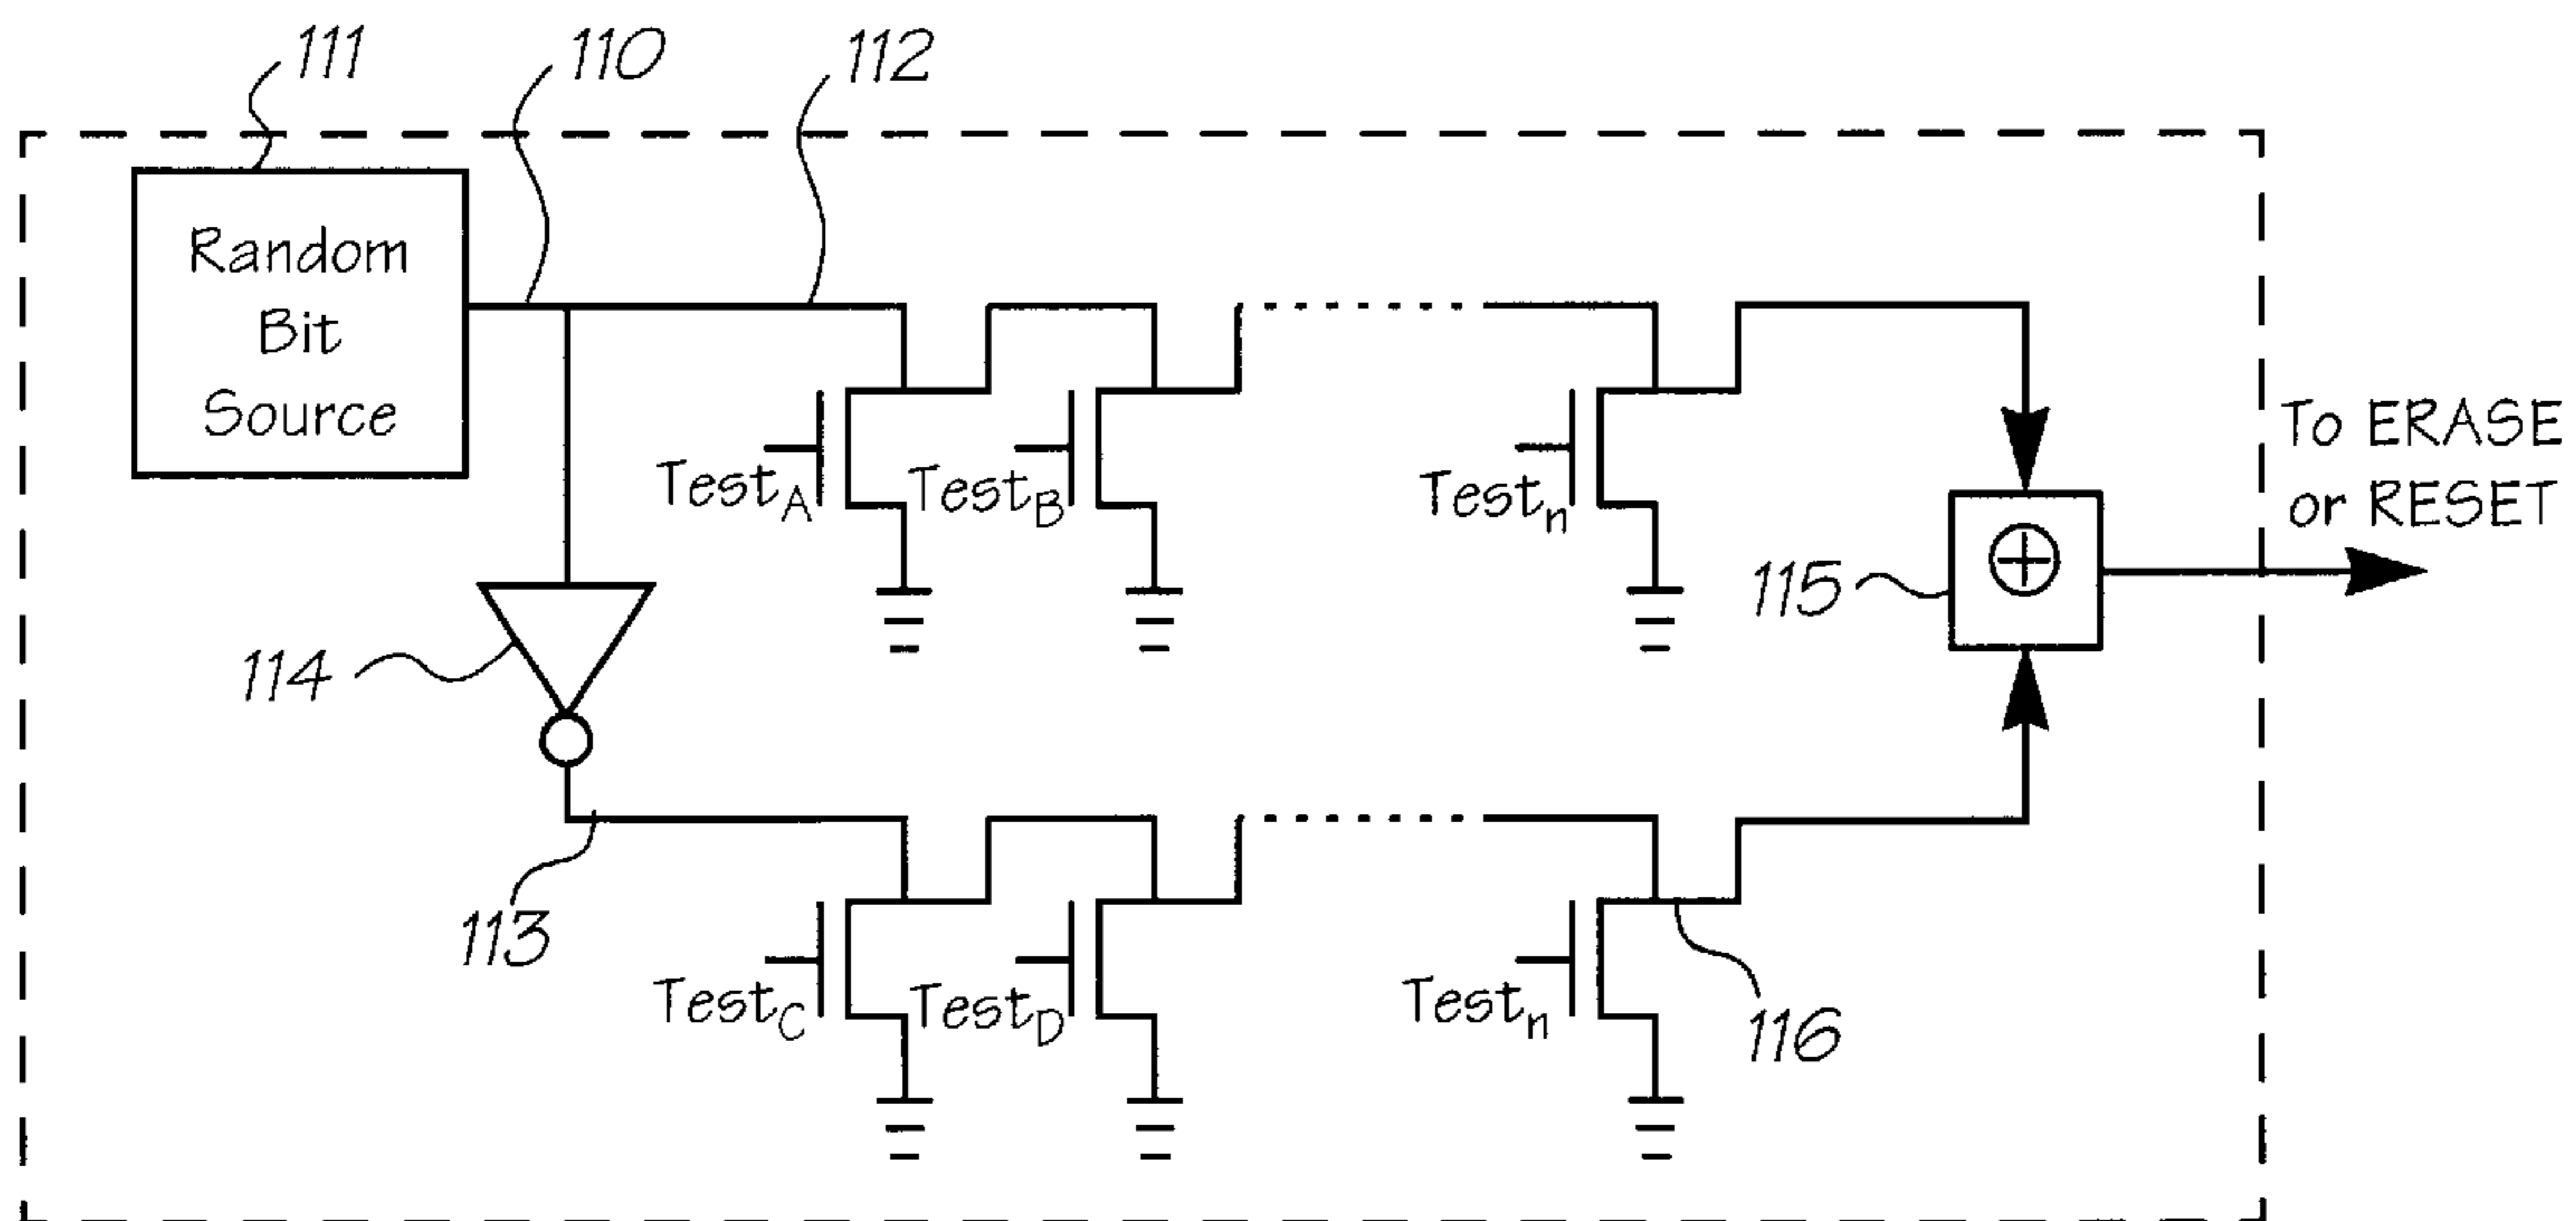 111
110
112
Random
Bit
Source
To ERASE
or RESET
TestA
TestB
Testn
115
114
113
TestC
TestD
Testn
116